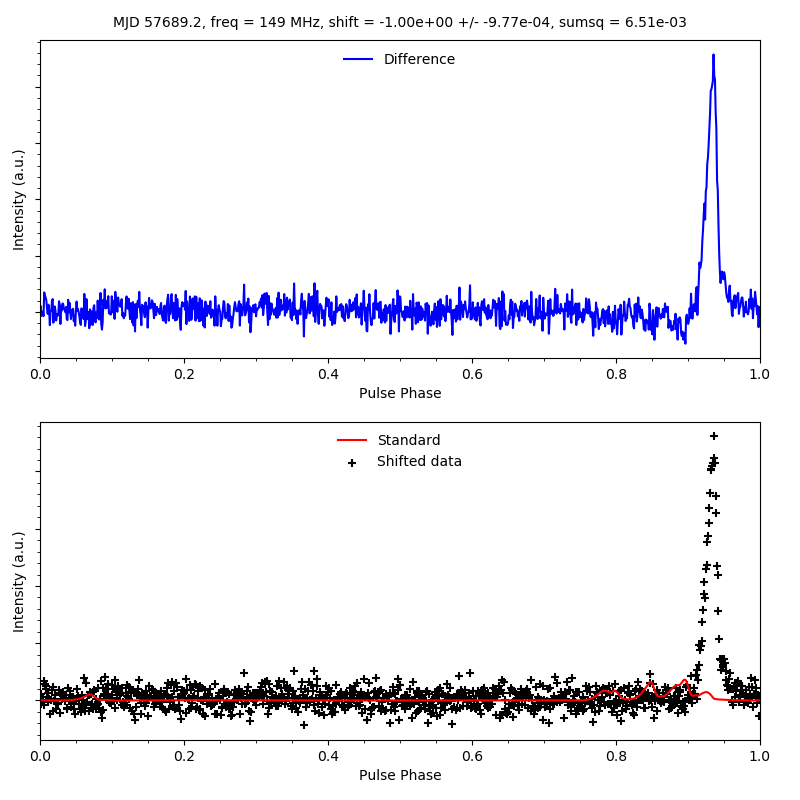 MJD 57689.2, freq = 149 MHz, shift = -1.00e+00 +/- -9.77e-04, sumsq = 6.51e-03
Difference
Intensity (a.u.)
0.0 0.2 0.4 0.6 0.8 1.0
Pulse Phase
Standard
Shifted data
Intensity (a.u.)
0.0 0.2 0.4 0.6 0.8 1.0
Pulse Phase